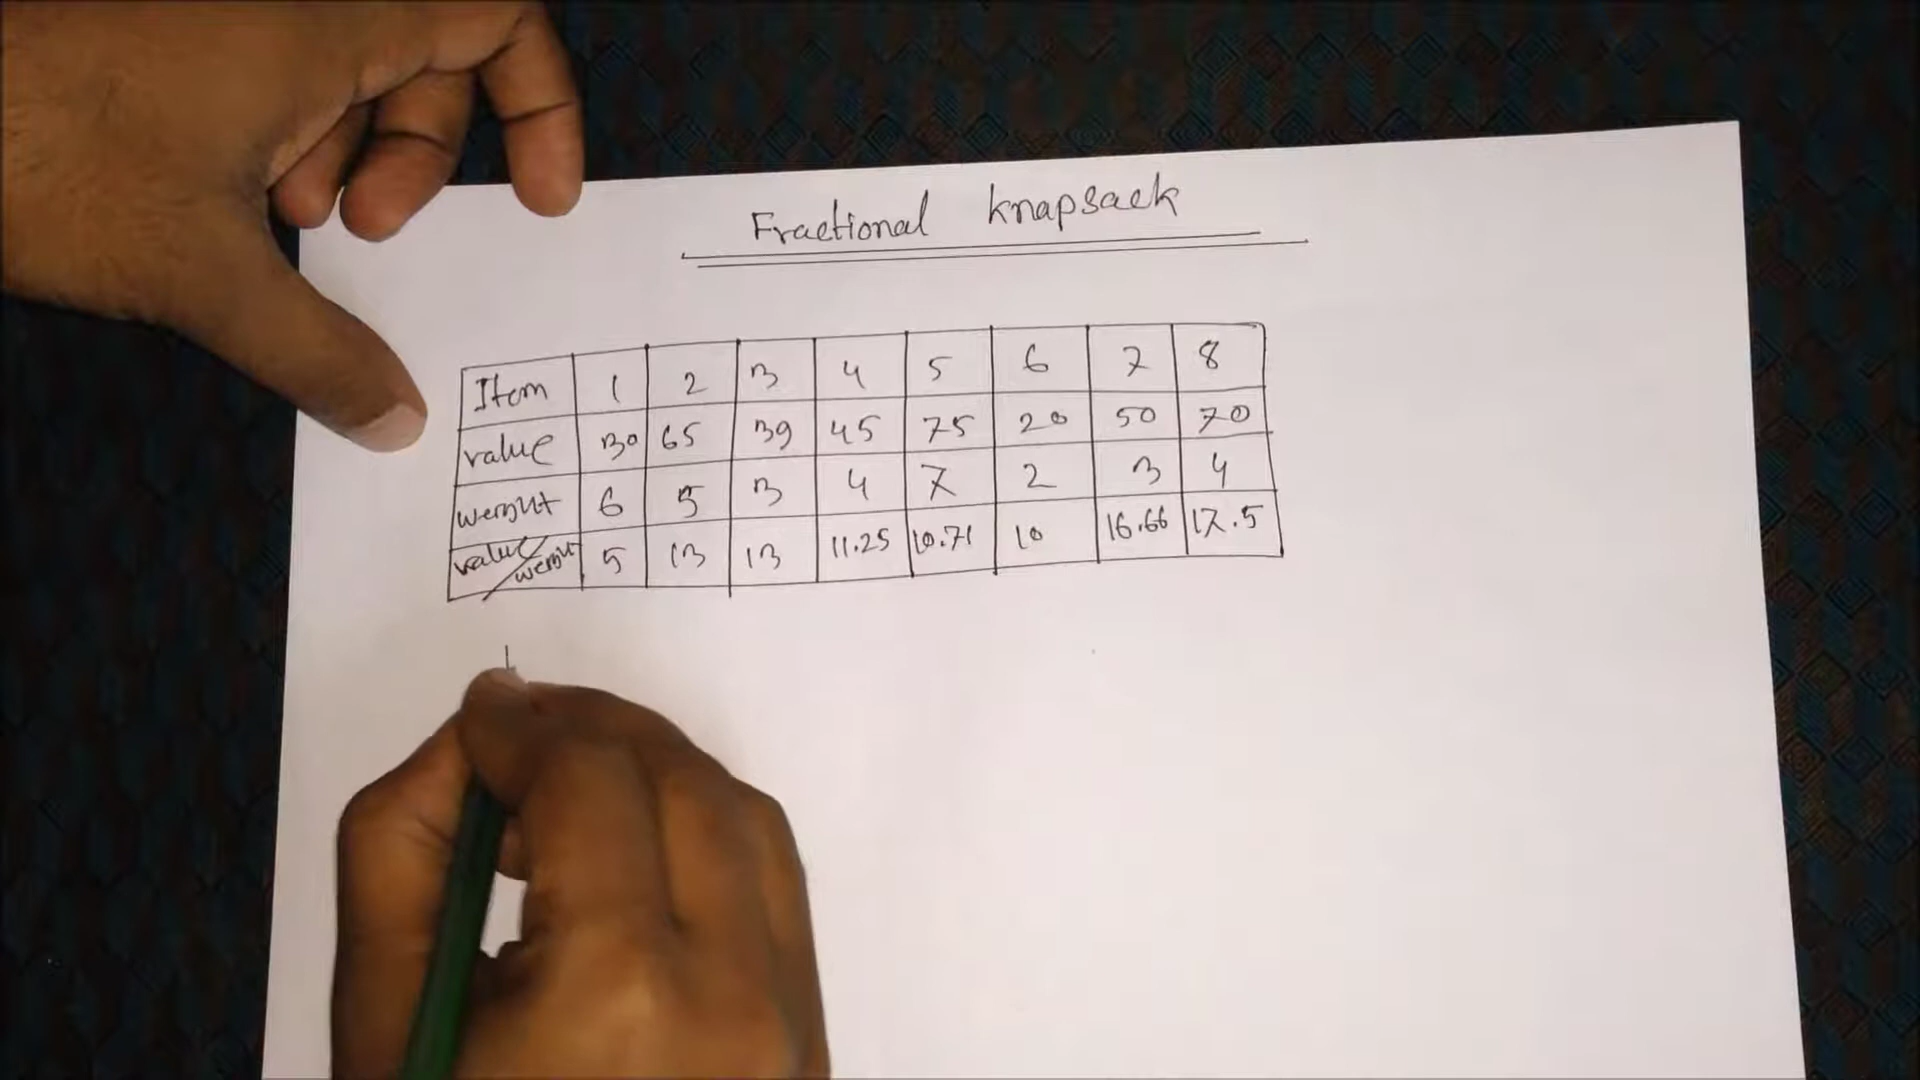 Fractional knapsack
Item 1 2 3 4 5 6 7 8
value 30 65 39 45 75 20 50 70
weight 6 5 3 4 7 2 3 4
value/weight 5 13 13 11.25 10.71 10 16.66 17.5